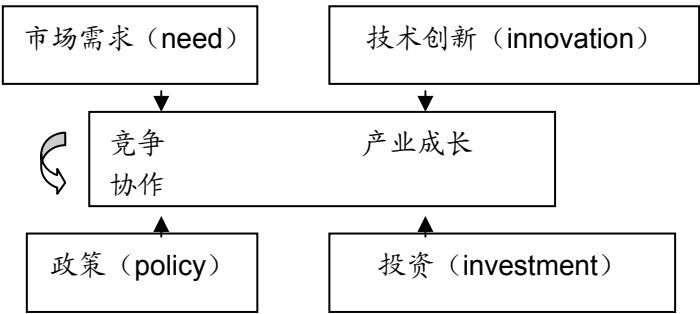 市场需求（need）
技术创新（innovation）
竞争
产业成长
协作
政策（policy）
投资（investment）